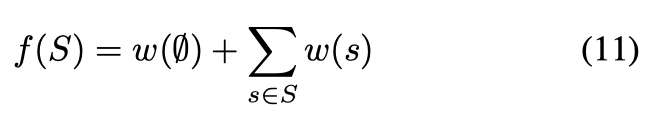 f(S) = w(∅) + ∑_{s∈S} w(s) (11)